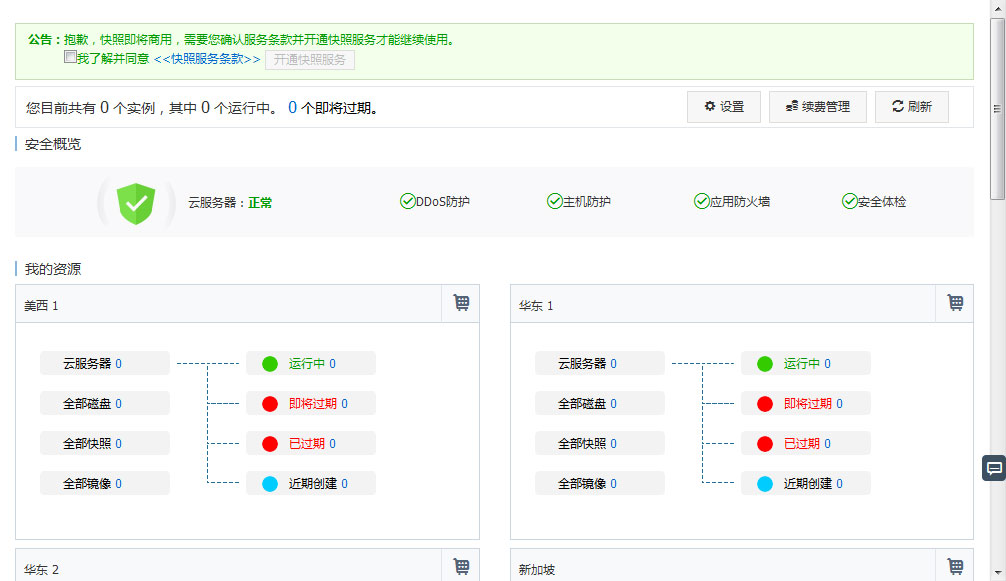 公告：抱歉，快照即将商用，需要您确认服务条款并开通快照服务才能继续使用。
我了解并同意 <<快照服务条款>> 开通快照服务
您目前共有 0 个实例，其中 0 个运行中。 0 个即将过期。 设置 续费管理 刷新
安全概览
云服务器：正常 DDoS防护 主机防护 应用防火墙 安全体检
我的资源
美西 1
云服务器 0 运行中 0
全部磁盘 0 即将过期 0
全部快照 0 已过期 0
全部镜像 0 近期创建 0
华东 1
云服务器 0 运行中 0
全部磁盘 0 即将过期 0
全部快照 0 已过期 0
全部镜像 0 近期创建 0
华东 2
新加坡